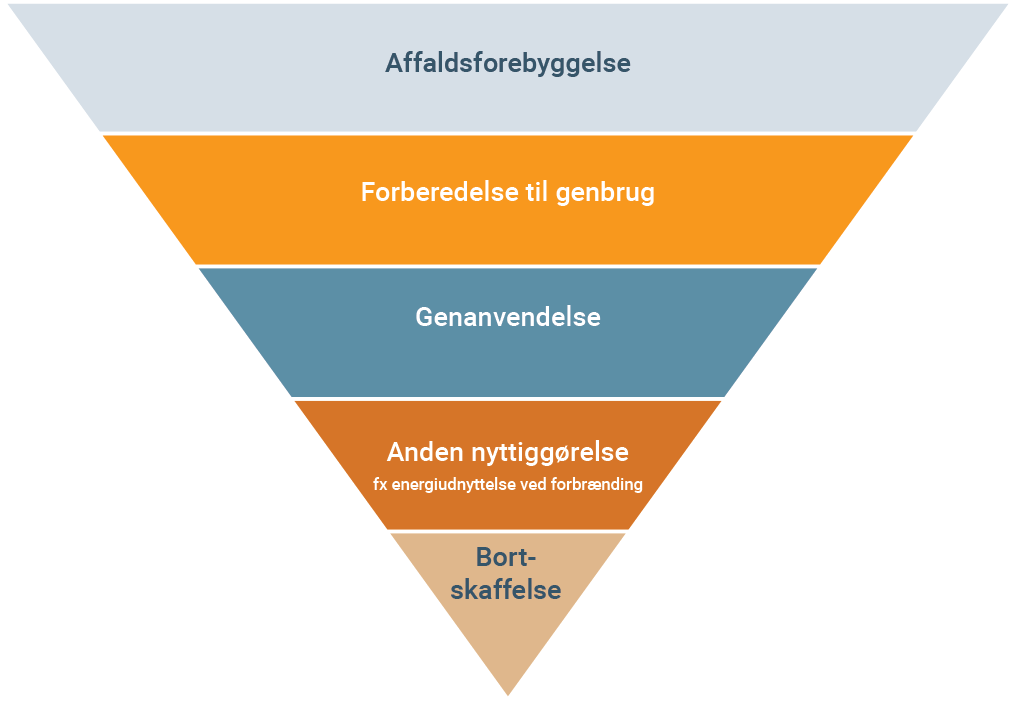 Affaldsforebyggelse
Forberedelse til genbrug
Genanvendelse
Anden nyttiggørelse
fx energiudnyttelse ved forbrænding
Bort-
skaffelse